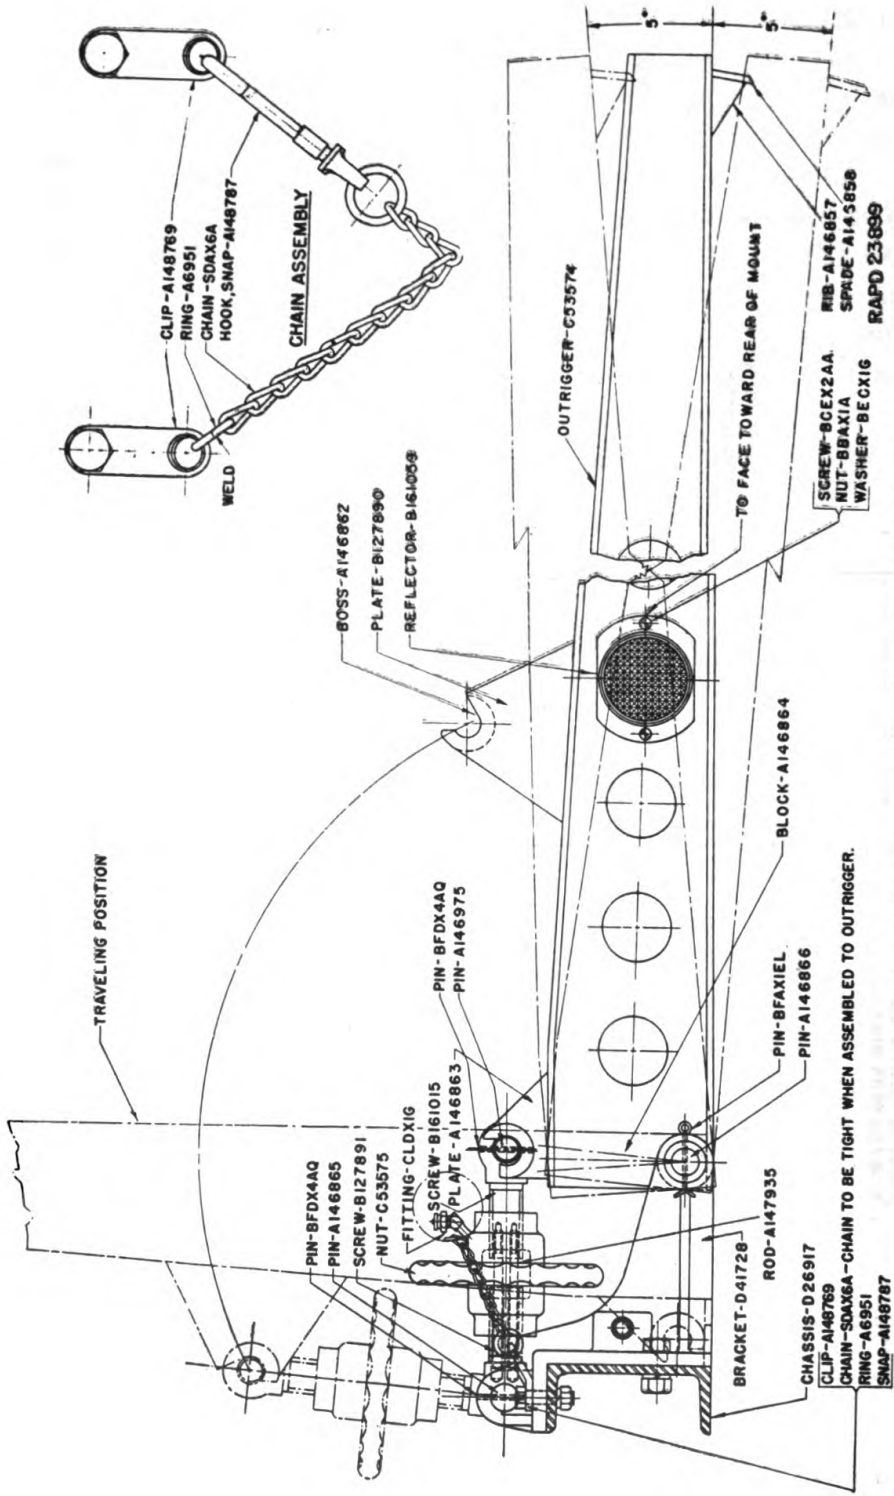 CLIP-A148769
RING-A6951
CHAIN-SDAX6A
HOOK,SNAP-A148787
WELD
CHAIN ASSEMBLY
TRAVELING POSITION
BOSS-A146862
PLATE-B127890
REFLECTOR-B161059
OUTRIGGER-C53574
5°
5°
PIN-BFDX4AQ
PIN-A146865
SCREW-B127891
NUT-C53575
FITTING-CLDX1G
SCREW-B161015
PLATE-A146863
PIN-BFDX4AQ
PIN-A146975
TO FACE TOWARD REAR OF MOUNT
BLOCK-A146864
SCREW-BCEX2AA
NUT-BBAX1A
WASHER-BECX1G
RIB-A146857
SPADE-A145858
RAPD 23899
PIN-BFAX1EL
PIN-A146866
BRACKET-D41728
ROD-A147935
CHASSIS-D26917
CLIP-A148769
CHAIN-SDAX6A-CHAIN TO BE TIGHT WHEN ASSEMBLED TO OUTRIGGER.
RING-A6951
SNAP-A148787